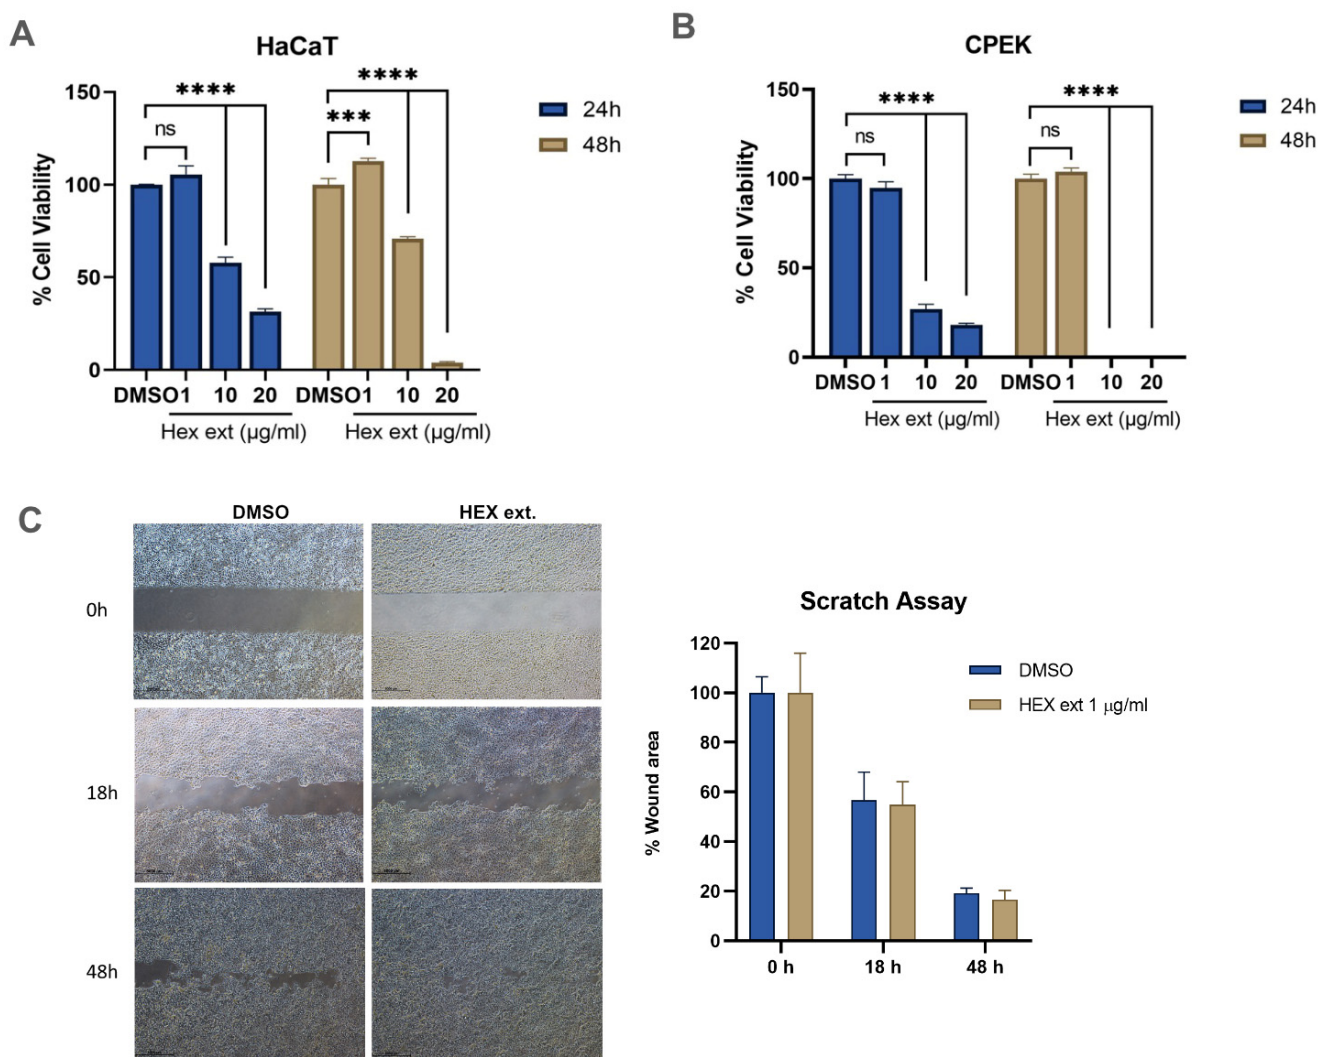 A
HaCaT
**** ****
*** ns
24h
48h
% Cell Viability
150
100
50
0
DMSO 1 10 20 DMSO 1 10 20
Hex ext (µg/ml) Hex ext (µg/ml)
B
CPEK
**** ****
ns ns
24h
48h
% Cell Viability
150
100
50
0
DMSO 1 10 20 DMSO 1 10 20
Hex ext (µg/ml) Hex ext (µg/ml)
C
DMSO HEX ext.
0h
18h
48h
Scratch Assay
DMSO
HEX ext 1 µg/ml
% Wound area
120
100
80
60
40
20
0
0 h 18 h 48 h